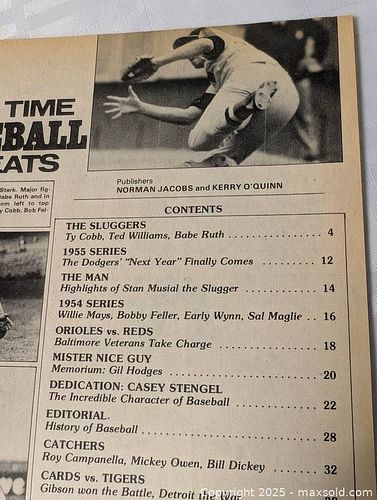 TIME
BALL
EATS
Stark. Major fig-
Babe Ruth and in
om left to top
y Cobb, Bob Fel-
Publishers
NORMAN JACOBS and KERRY O'QUINN
CONTENTS
THE SLUGGERS
Ty Cobb, Ted Williams, Babe Ruth .................... 4
1955 SERIES
The Dodgers' "Next Year" Finally Comes .......... 12
THE MAN
Highlights of Stan Musial the Slugger .............. 14
1954 SERIES
Willie Mays, Bobby Feller, Early Wynn, Sal Maglie .. 16
ORIOLES vs. REDS
Baltimore Veterans Take Charge .................... 18
MISTER NICE GUY
Memorium: Gil Hodges ............................ 20
DEDICATION: CASEY STENGEL
The Incredible Character of Baseball ............... 22
EDITORIAL.
History of Baseball ................................ 28
CATCHERS
Roy Campanella, Mickey Owen, Bill Dickey ......... 32
CARDS vs. TIGERS
Gibson won the Battle, Detroit the War
Copyright 2025 - maxsold.com